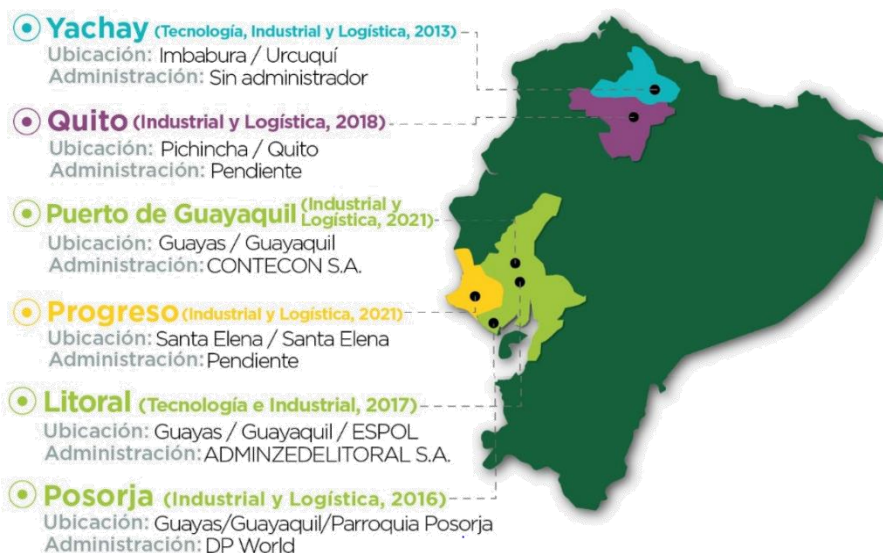 Yachay (Tecnología, Industrial y Logística, 2013)
Ubicación: Imbabura / Urcuquí
Administración: Sin administrador
Quito (Industrial y Logística, 2018)
Ubicación: Pichincha / Quito
Administración: Pendiente
Puerto de Guayaquil (Industrial y
Logística, 2021)
Ubicación: Guayas / Guayaquil
Administración: CONTECON S.A.
Progreso (Industrial y Logística, 2021)
Ubicación: Santa Elena / Santa Elena
Administración: Pendiente
Litoral (Tecnología e Industrial, 2017)
Ubicación: Guayas / Guayaquil / ESPOL
Administración: ADMINZEDELITORAL S.A.
Posorja (Industrial y Logística, 2016)
Ubicación: Guayas/Guayaquil/Parroquia Posorja
Administración: DP World